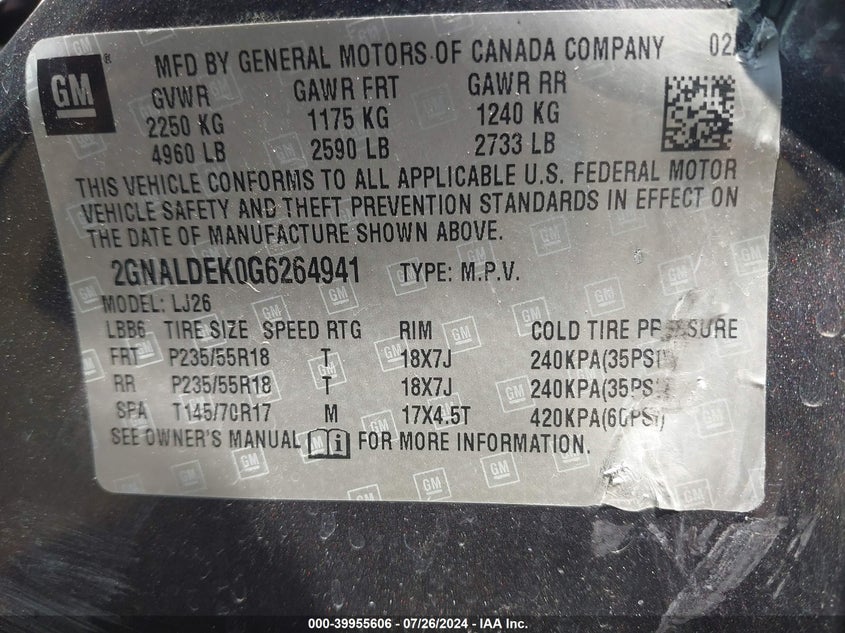 GM
MFD BY GENERAL MOTORS OF CANADA COMPANY 02
GVWR GAWR FRT GAWR RR
2250 KG 1175 KG 1240 KG
4960 LB 2590 LB 2733 LB
THIS VEHICLE CONFORMS TO ALL APPLICABLE U.S. FEDERAL MOTOR
VEHICLE SAFETY AND THEFT PREVENTION STANDARDS IN EFFECT ON
THE DATE OF MANUFACTURE SHOWN ABOVE.
2GNALDEK0G6264941 TYPE: M.P.V.
MODEL: LJ26
LBB6 TIRE SIZE SPEED RTG RIM COLD TIRE PRESSURE
FRT P235/55R18 T 18X7J 240KPA(35PSI)
RR P235/55R18 T 18X7J 240KPA(35PSI)
SPA T145/70R17 M 17X4.5T 420KPA(60PSI)
SEE OWNER'S MANUAL FOR MORE INFORMATION.
000-39955606 / 07/26/2024 - IAA Inc.